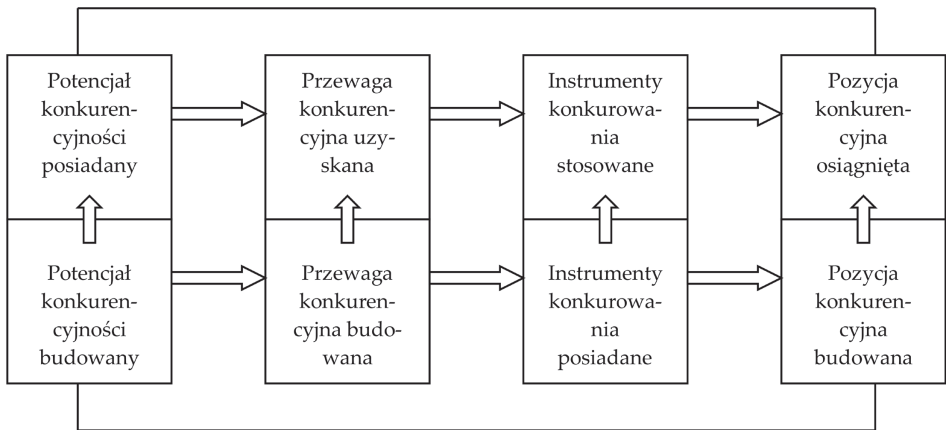 Potencjał
konkuren-
cyjności
posiadany
Przewaga
konkuren-
cyjna uzy-
skana
Instrumenty
konkurowa-
nia
stosowane
Pozycja
konkuren-
cyjna
osiągnięta
Potencjał
konkuren-
cyjności
budowany
Przewaga
konkuren-
cyjna budo-
wana
Instrumenty
konkurowa-
nia
posiadane
Pozycja
konkuren-
cyjna
budowana